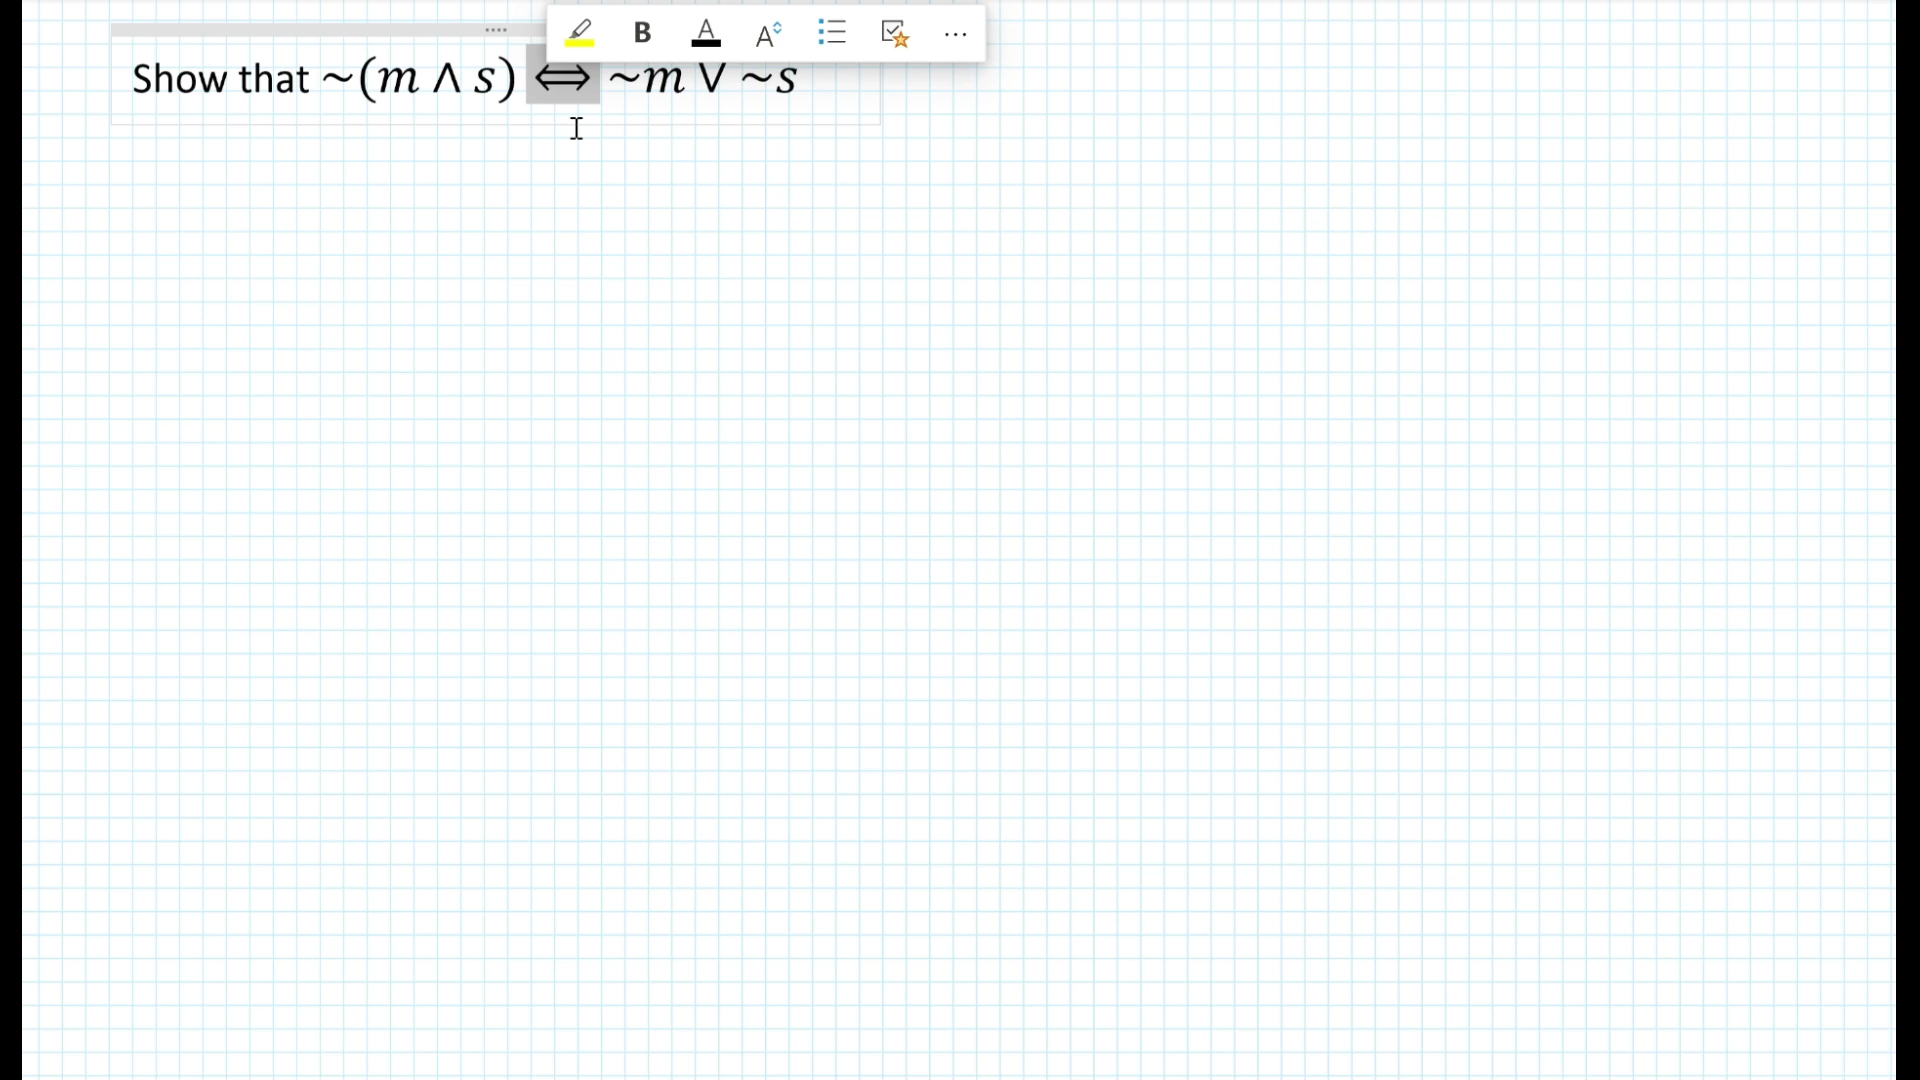 B A A
Show that ~(m ∧ s) ⟺ ~m ∨ ~s